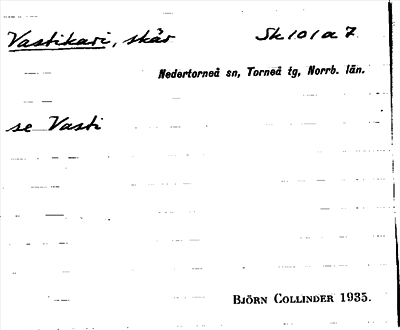 Vastikari, skär Sk 101 a 7
Nedertorneå sn, Torneå tg, Norrb. län.
se Vasti
BJÖRN COLLINDER 1935.